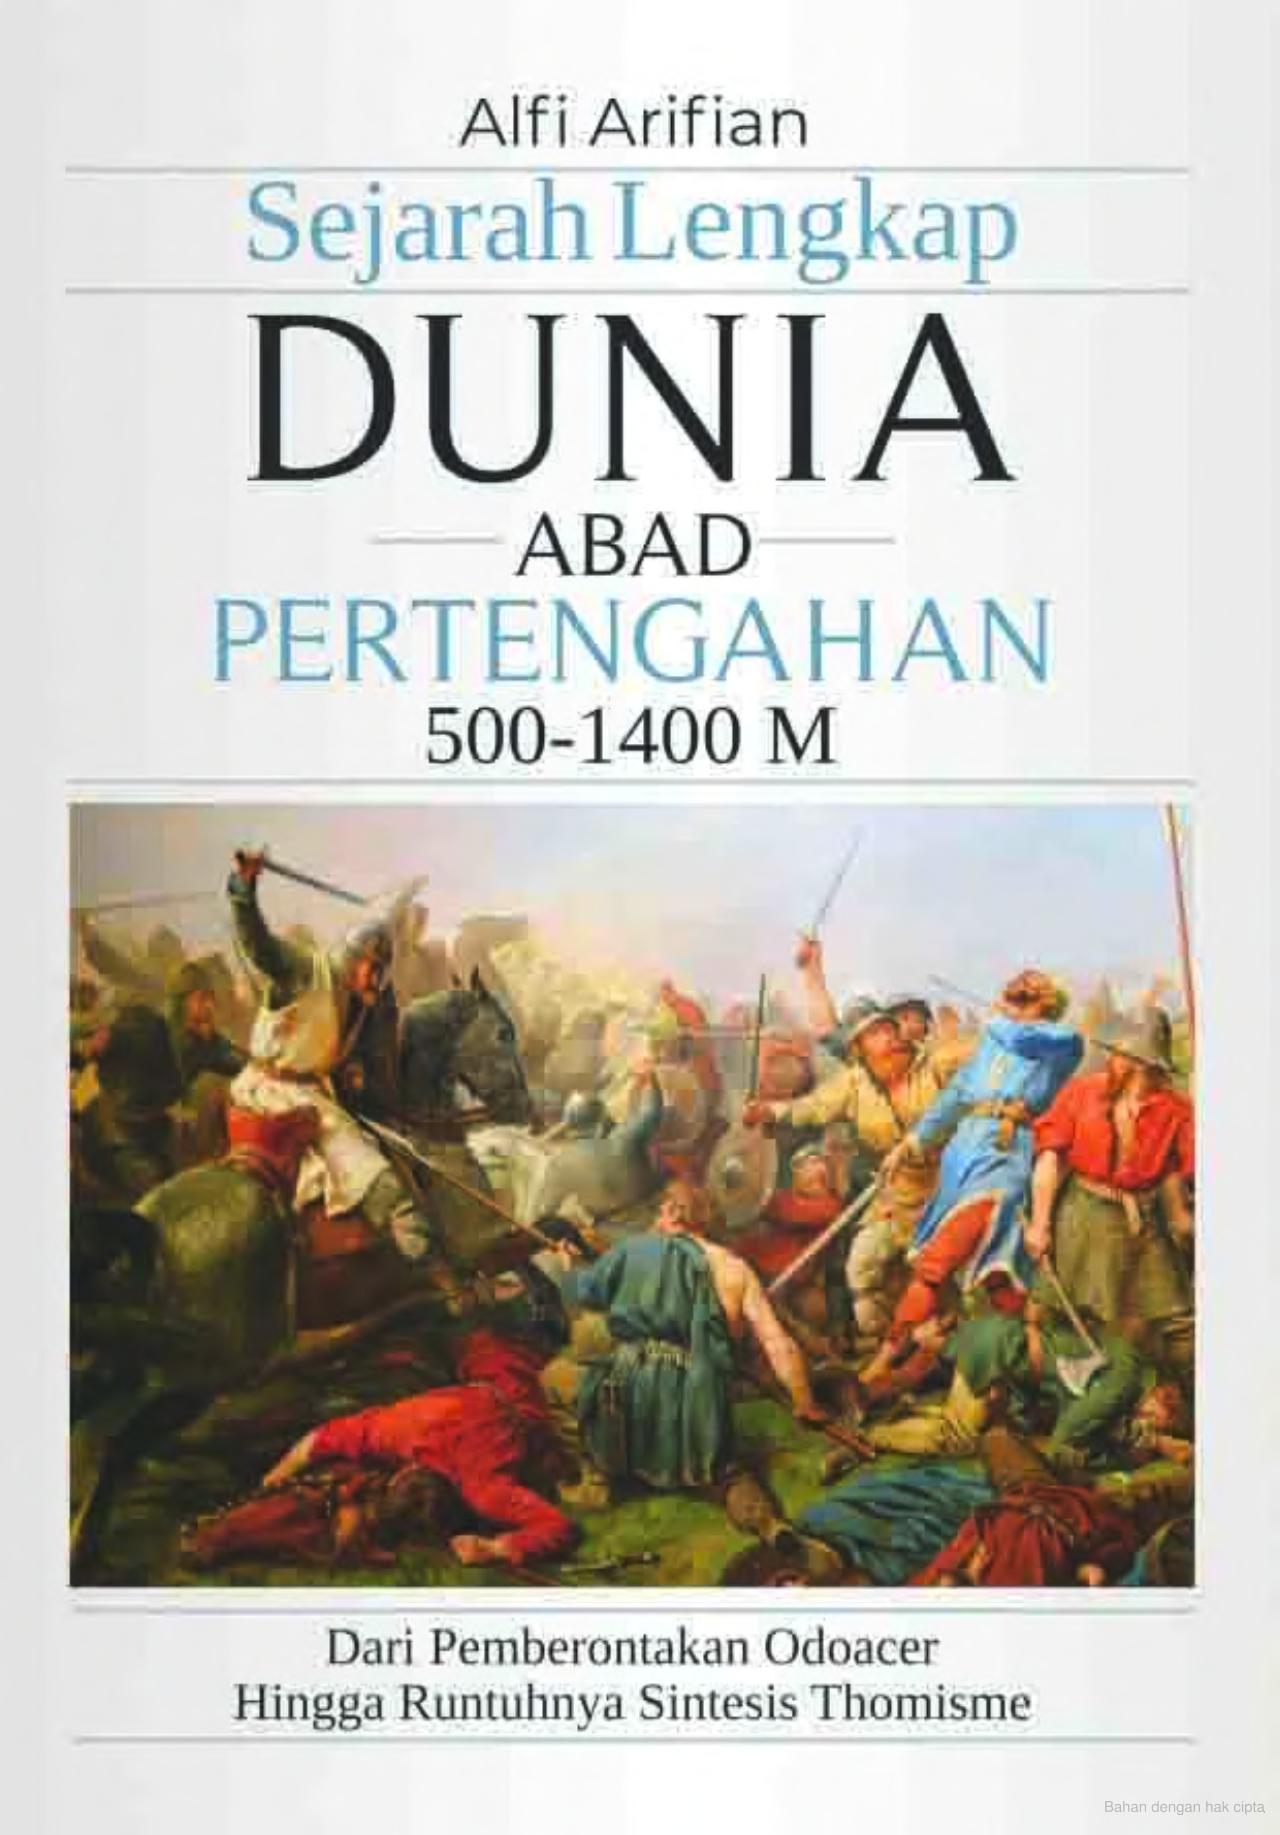 Alfi Arifian
Sejarah Lengkap
DUNIA
ABAD
PERTENGAHAN
500-1400 M
Dari Pemberontakan Odoacer
Hingga Runtuhnya Sintesis Thomisme
Bahan dengan hak cipta